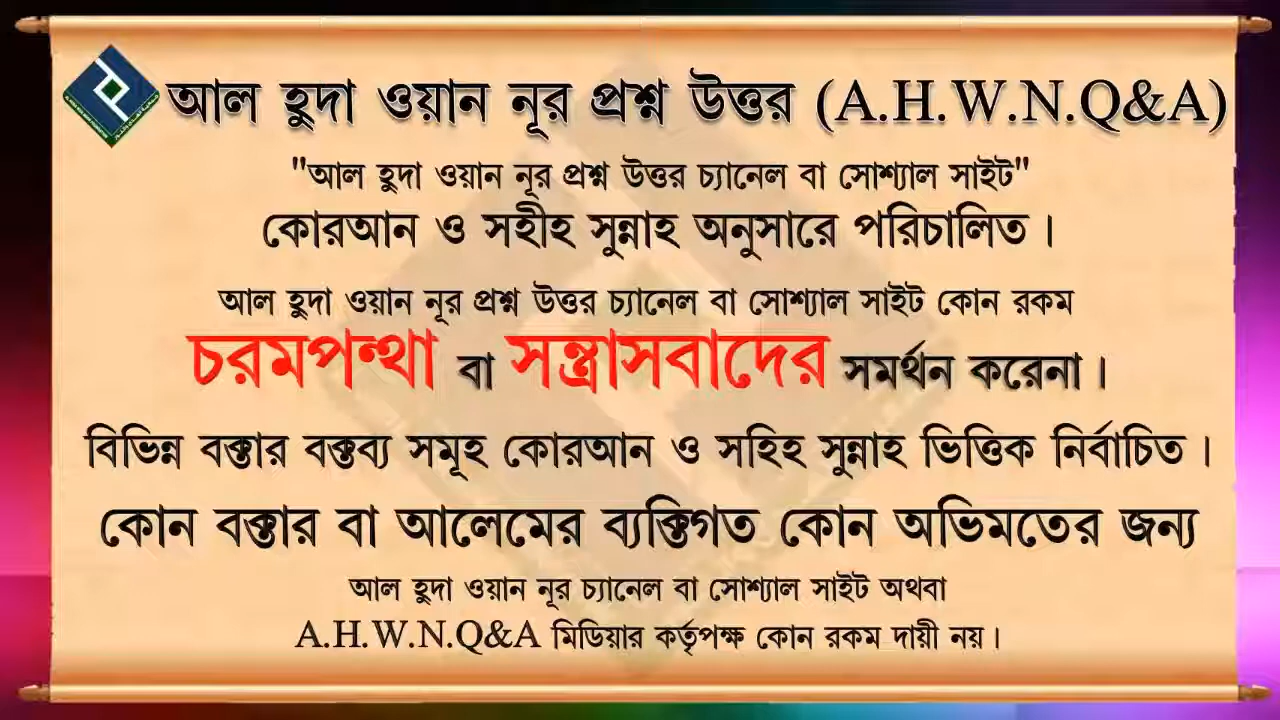 আল হুদা ওয়ান নূর প্রশ্ন উত্তর (A.H.W.N.Q&A)
"আল হুদা ওয়ান নূর প্রশ্ন উত্তর চ্যানেল বা সোশ্যাল সাইট"
কোরআন ও সহীহ সুন্নাহ অনুসারে পরিচালিত।
আল হুদা ওয়ান নূর প্রশ্ন উত্তর চ্যানেল বা সোশ্যাল সাইট কোন রকম
চরমপন্থা বা সন্ত্রাসবাদের সমর্থন করেনা।
বিভিন্ন বক্তার বক্তব্য সমূহ কোরআন ও সহিহ সুন্নাহ ভিত্তিক নির্বাচিত।
কোন বক্তার বা আলেমের ব্যক্তিগত কোন অভিমতের জন্য
আল হুদা ওয়ান নূর চ্যানেল বা সোশ্যাল সাইট অথবা
A.H.W.N.Q&A মিডিয়ার কর্তৃপক্ষ কোন রকম দায়ী নয়।